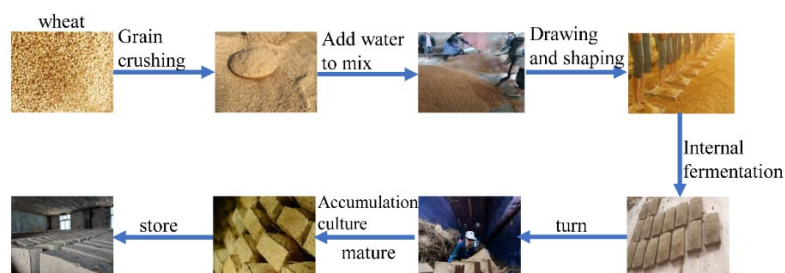 wheat
Grain
crushing
Add water
to mix
Drawing
and shaping
Internal
fermentation
turn
Accumulation
culture
mature
store